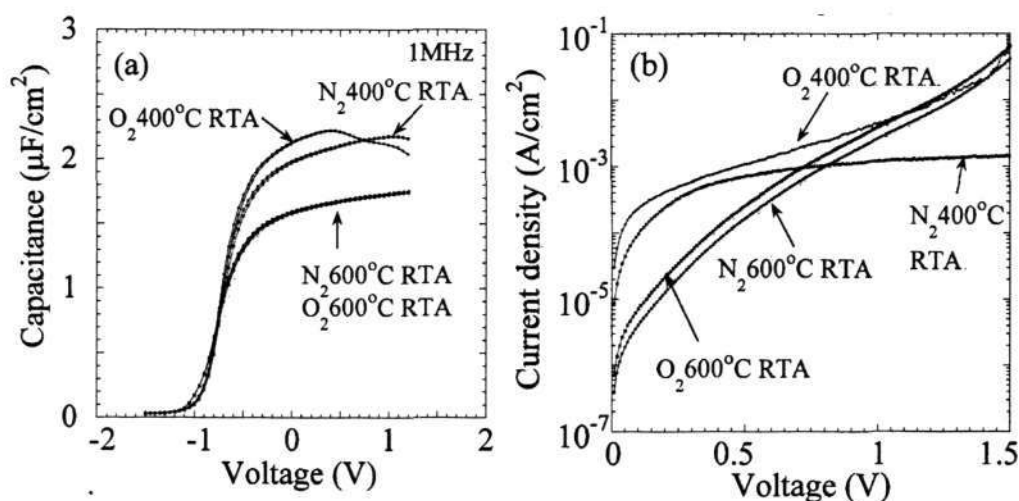 (a)
1MHz
N2400°C RTA
O2400°C RTA
N2600°C RTA
O2600°C RTA
Capacitance (μF/cm2)
3
2
1
0
-2
-1
0
1
2
Voltage (V)
(b)
O2400°C RTA
N2400°C
RTA
N2600°C RTA
O2600°C RTA
Current density (A/cm2)
10-1
10-3
10-5
10-7
0
0.5
1
1.5
Voltage (V)